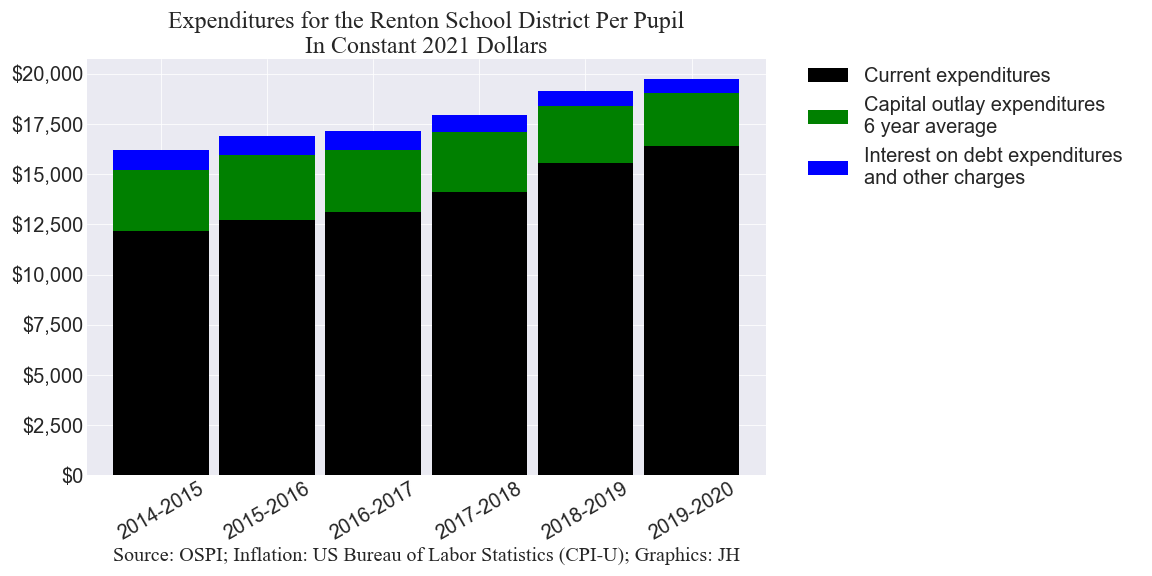 Expenditures for the Renton School District Per Pupil
In Constant 2021 Dollars
$20,000
$17,500
$15,000
$12,500
$10,000
$7,500
$5,000
$2,500
$0
2014-2015
2015-2016
2016-2017
2017-2018
2018-2019
2019-2020
Current expenditures
Capital outlay expenditures
6 year average
Interest on debt expenditures
and other charges
Source: OSPI; Inflation: US Bureau of Labor Statistics (CPI-U); Graphics: JH